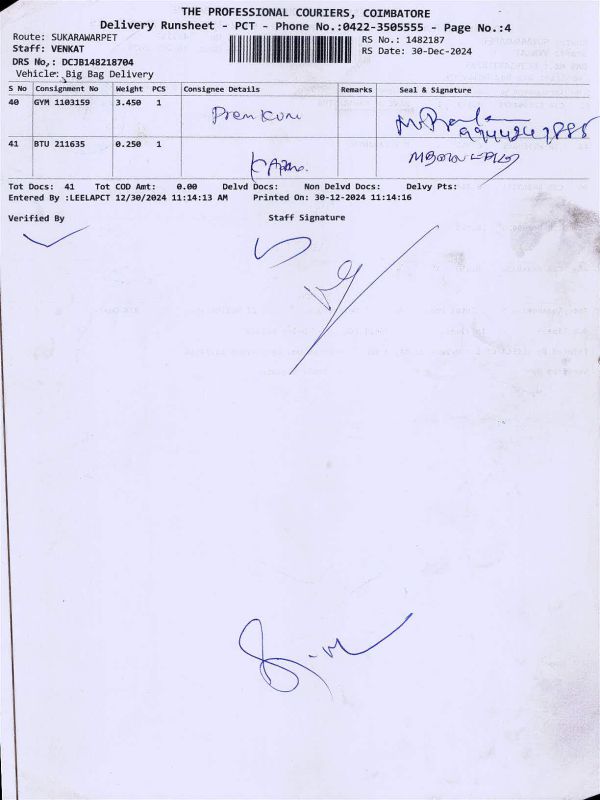 THE PROFESSIONAL COURIERS, COIMBATORE
Delivery Runsheet - PCT - Phone No.:0422-3505555 - Page No.:4
Route: SUKARAWARPET
Staff: VENKAT
DRS No,: DCJB148218704
Vehicle: Big Bag Delivery
RS No.: 1482187
RS Date: 30-Dec-2024
S No Consignment No Weight PCS Consignee Details Remarks Seal & Signature
40 GYM 1103159 3.450 1 Prem Kum
41 BTU 211635 0.250 1
Tot Docs: 41 Tot COD Amt: 0.00 Delvd Docs: Non Delvd Docs: Delvy Pts:
Entered By :LEELAPCT 12/30/2024 11:14:13 AM Printed On: 30-12-2024 11:14:16
Verified By Staff Signature